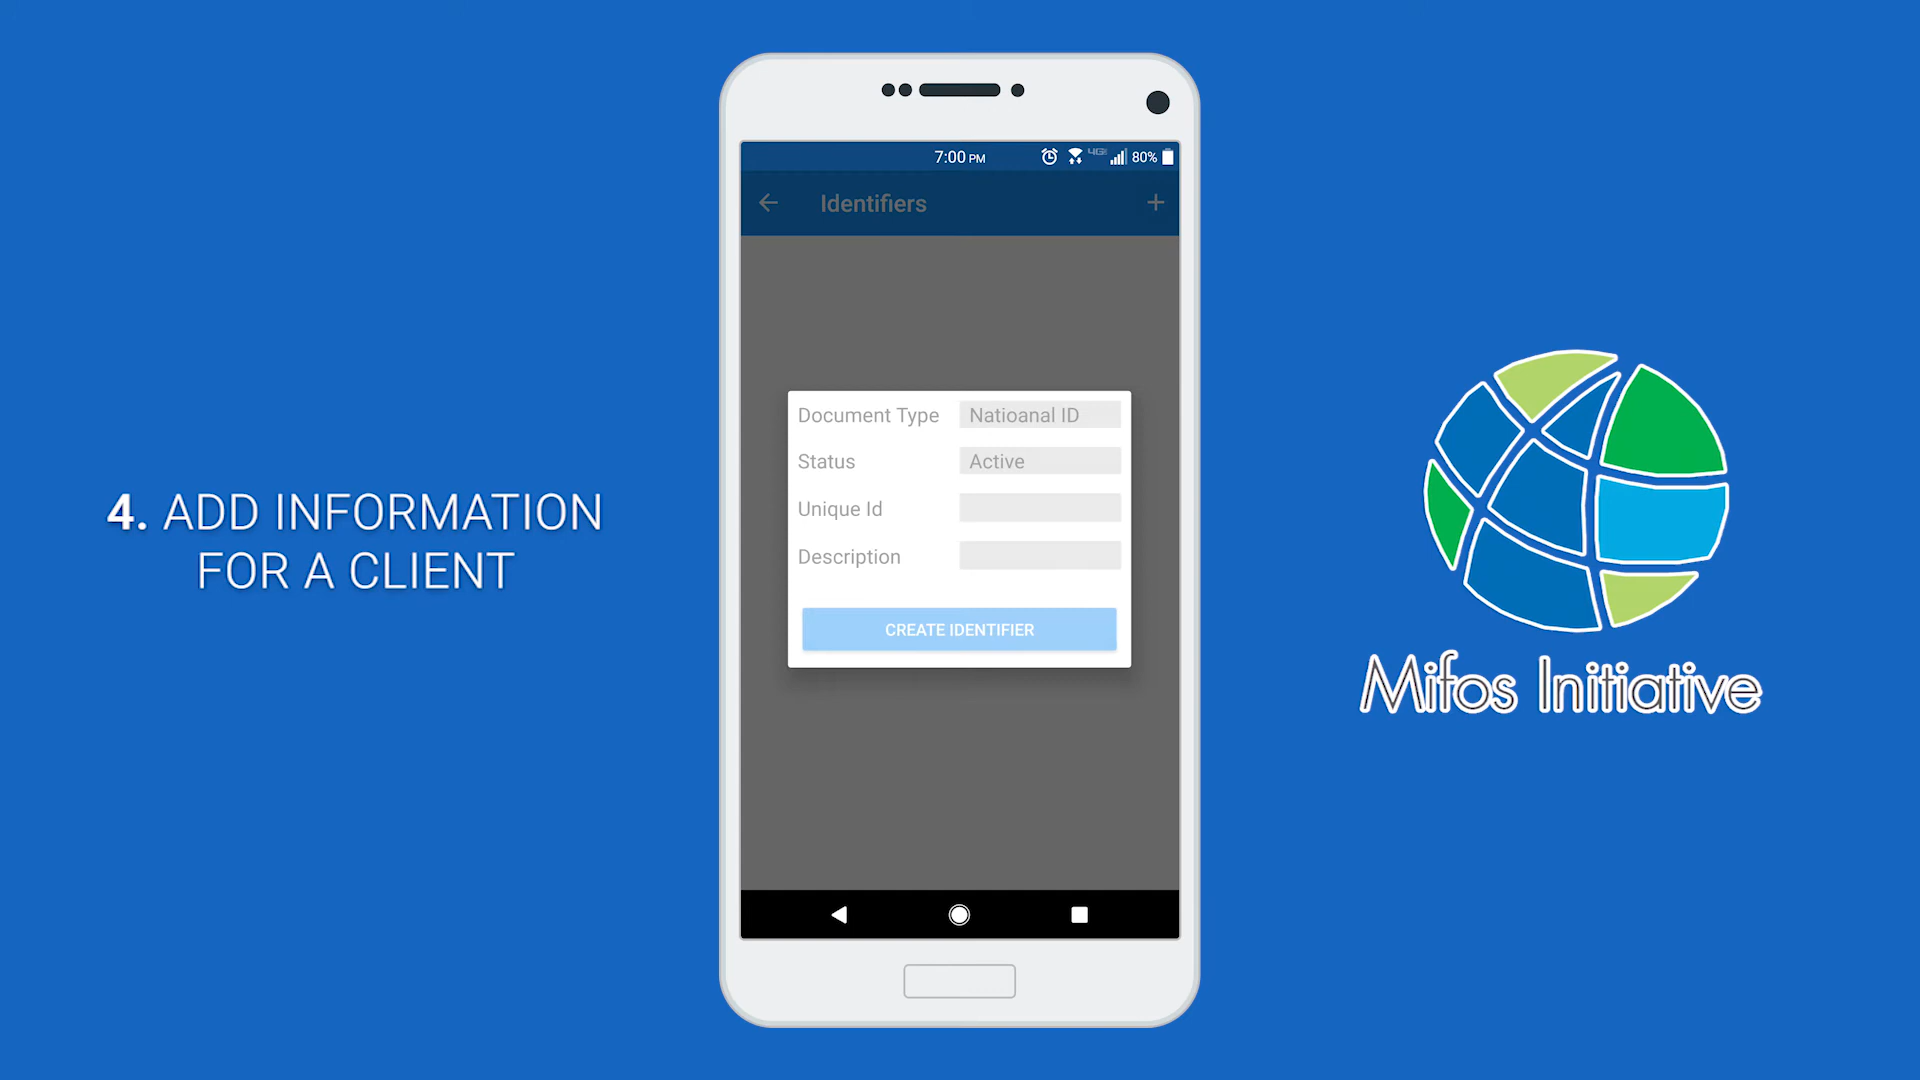 4. ADD INFORMATION
FOR A CLIENT
7:00 PM
4G
80%
Identifiers
Document Type Natioanal ID
Status Active
Unique Id
Description
CREATE IDENTIFIER
Mifos Initiative